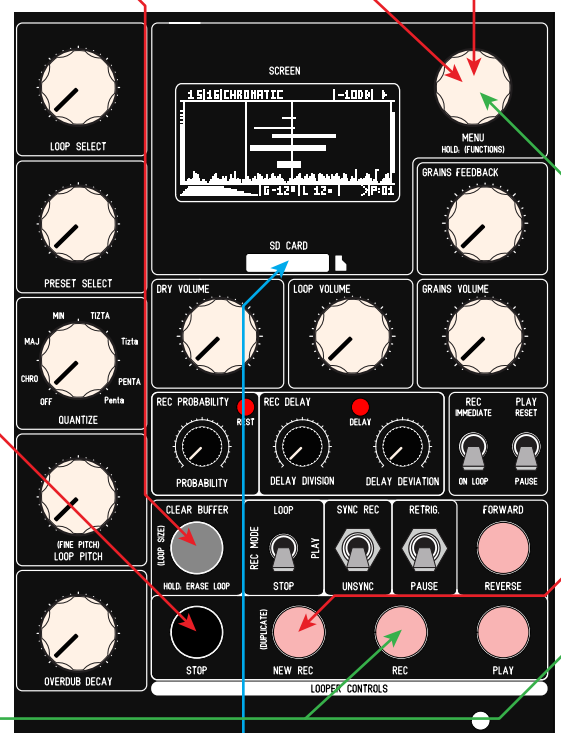 SCREEN
15|16|CHROMATIC |-100%| 
MENU
HOLD: (FUNCTIONS)
LOOP SELECT
GRAINS FEEDBACK
|G-12 |L 12 | P:01
SD CARD
PRESET SELECT
DRY VOLUME
LOOP VOLUME
GRAINS VOLUME
MIN
TIZTA
MAJ
Tizta
CHRO
PENTA
OFF
Penta
QUANTIZE
REC PROBABILITY
REST
REC DELAY
DELAY
REC
IMMEDIATE
PLAY
RESET
PROBABILITY
DELAY DIVISION
DELAY DEVIATION
ON LOOP
PAUSE
(FINE PITCH)
LOOP PITCH
CLEAR BUFFER
(LOOP SIZE)
HOLD: ERASE LOOP
LOOP
REC MODE
PLAY
STOP
SYNC REC
UNSYNC
RETRIG.
PAUSE
FORWARD
REVERSE
OVERDUB DECAY
STOP
(DUPLICATE)
NEW REC
REC
PLAY
LOOPER CONTROLS